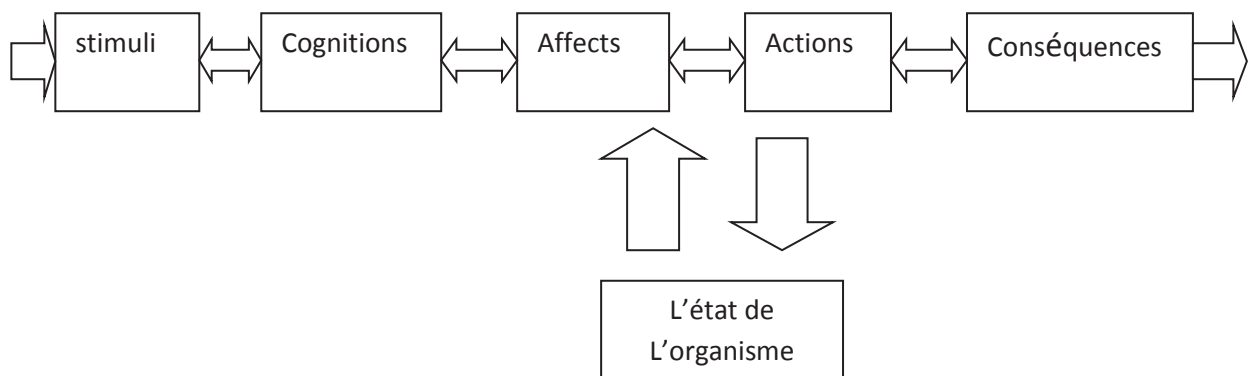 stimuli
Cognitions
Affects
Actions
Conséquences
L’état de
L’organisme